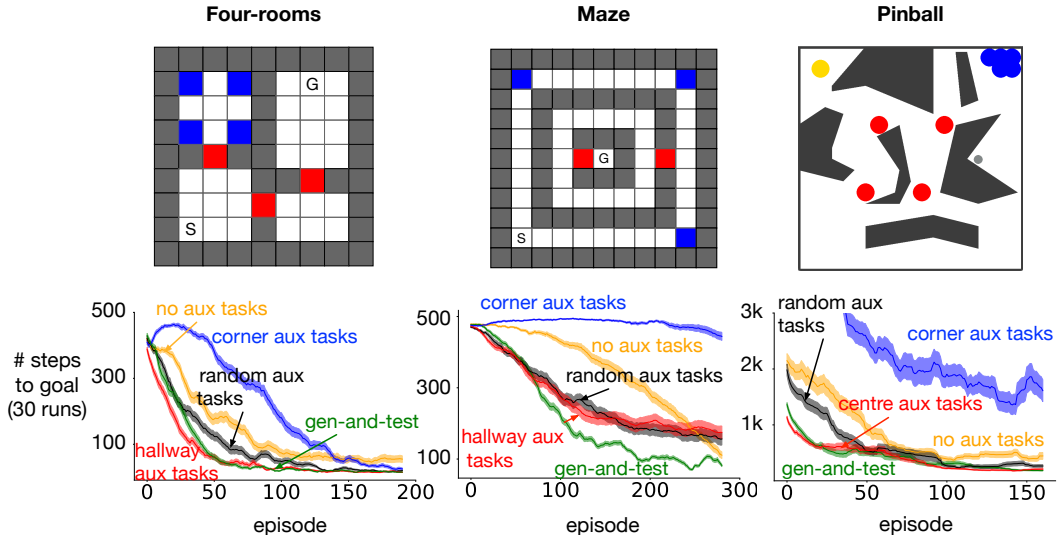 Four-rooms
Maze
Pinball
G
S
G
S
# steps
to goal
(30 runs)
500
300
100
no aux tasks
corner aux tasks
random aux
tasks
gen-and-test
hallway
aux tasks
0
50
100
150
200
episode
500
300
100
corner aux tasks
no aux tasks
random aux tasks
hallway aux
tasks
gen-and-test
0
100
200
300
episode
3k
2k
1k
random aux
tasks
corner aux tasks
centre aux tasks
no aux tasks
gen-and-test
0
50
100
150
episode